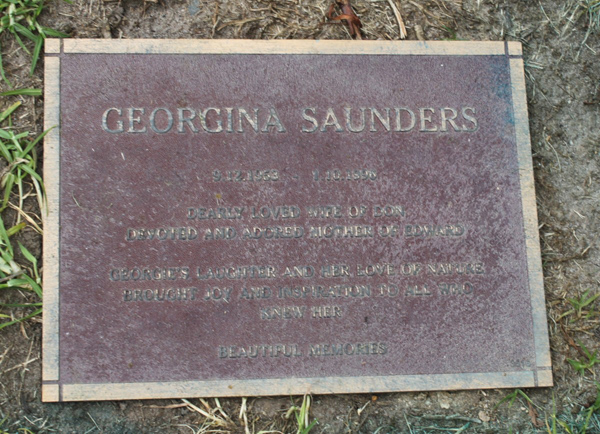 GEORGINA SAUNDERS
DEARLY LOVED WIFE OF DON,
DEVOTED AND ADORED MOTHER OF EDWARD
GEORGIE'S LAUGHTER AND HER LOVE OF NATURE
BROUGHT JOY AND INSPIRATION TO ALL WHO
KNEW HER
BEAUTIFUL MEMORIES